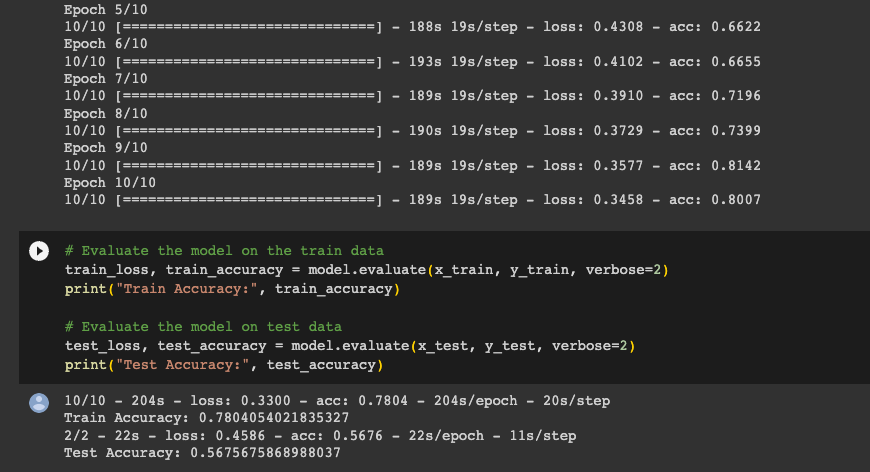 Epoch 5/10
10/10 [==============================] - 188s 19s/step - loss: 0.4308 - acc: 0.6622
Epoch 6/10
10/10 [==============================] - 193s 19s/step - loss: 0.4102 - acc: 0.6655
Epoch 7/10
10/10 [==============================] - 189s 19s/step - loss: 0.3910 - acc: 0.7196
Epoch 8/10
10/10 [==============================] - 190s 19s/step - loss: 0.3729 - acc: 0.7399
Epoch 9/10
10/10 [==============================] - 189s 19s/step - loss: 0.3577 - acc: 0.8142
Epoch 10/10
10/10 [==============================] - 189s 19s/step - loss: 0.3458 - acc: 0.8007
# Evaluate the model on the train data
train_loss, train_accuracy = model.evaluate(x_train, y_train, verbose=2)
print("Train Accuracy:", train_accuracy)
# Evaluate the model on test data
test_loss, test_accuracy = model.evaluate(x_test, y_test, verbose=2)
print("Test Accuracy:", test_accuracy)
10/10 - 204s - loss: 0.3300 - acc: 0.7804 - 204s/epoch - 20s/step
Train Accuracy: 0.7804054021835327
2/2 - 22s - loss: 0.4586 - acc: 0.5676 - 22s/epoch - 11s/step
Test Accuracy: 0.5675675868988037